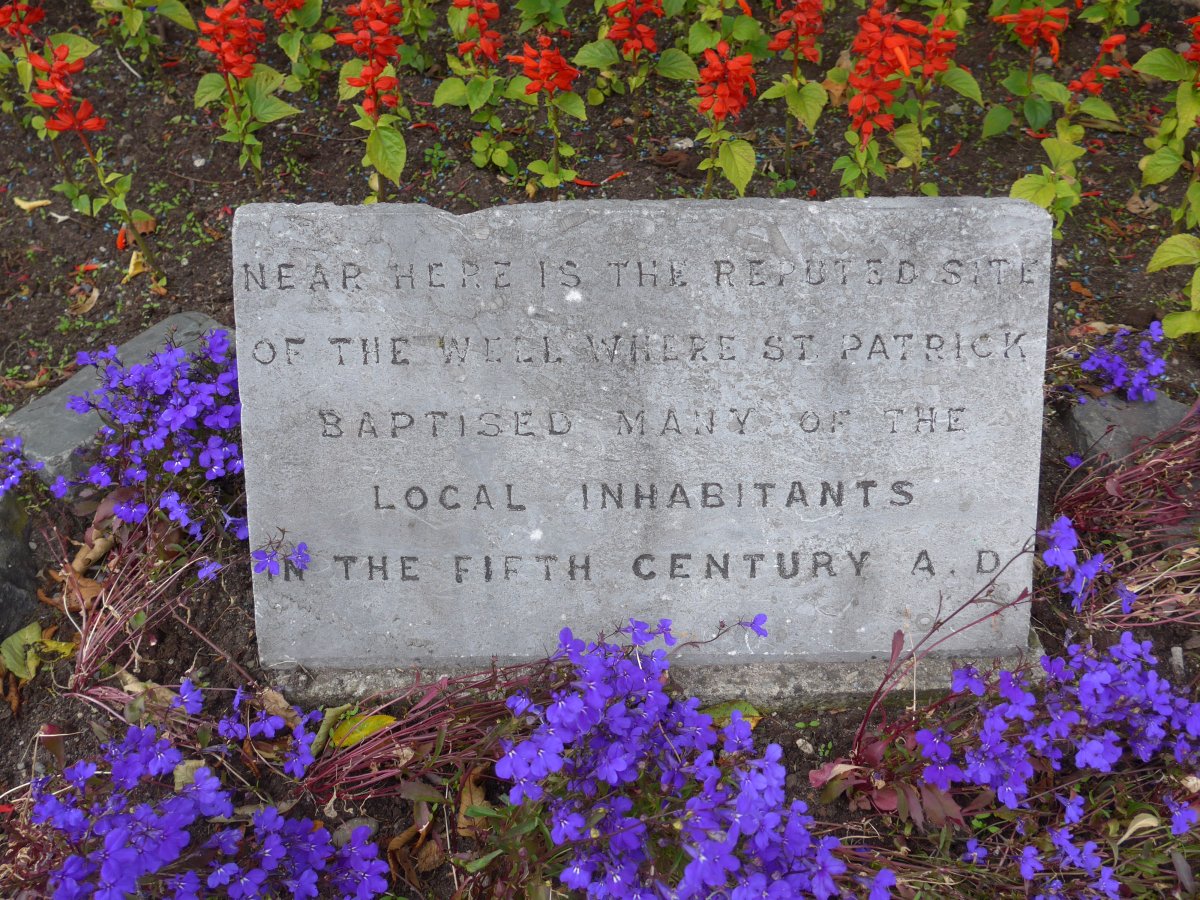 NEAR HERE IS THE REPUTED SITE
OF THE WELL WHERE ST. PATRICK
BAPTISED MANY OF THE
LOCAL INHABITANTS
IN THE FIFTH CENTURY A.D.